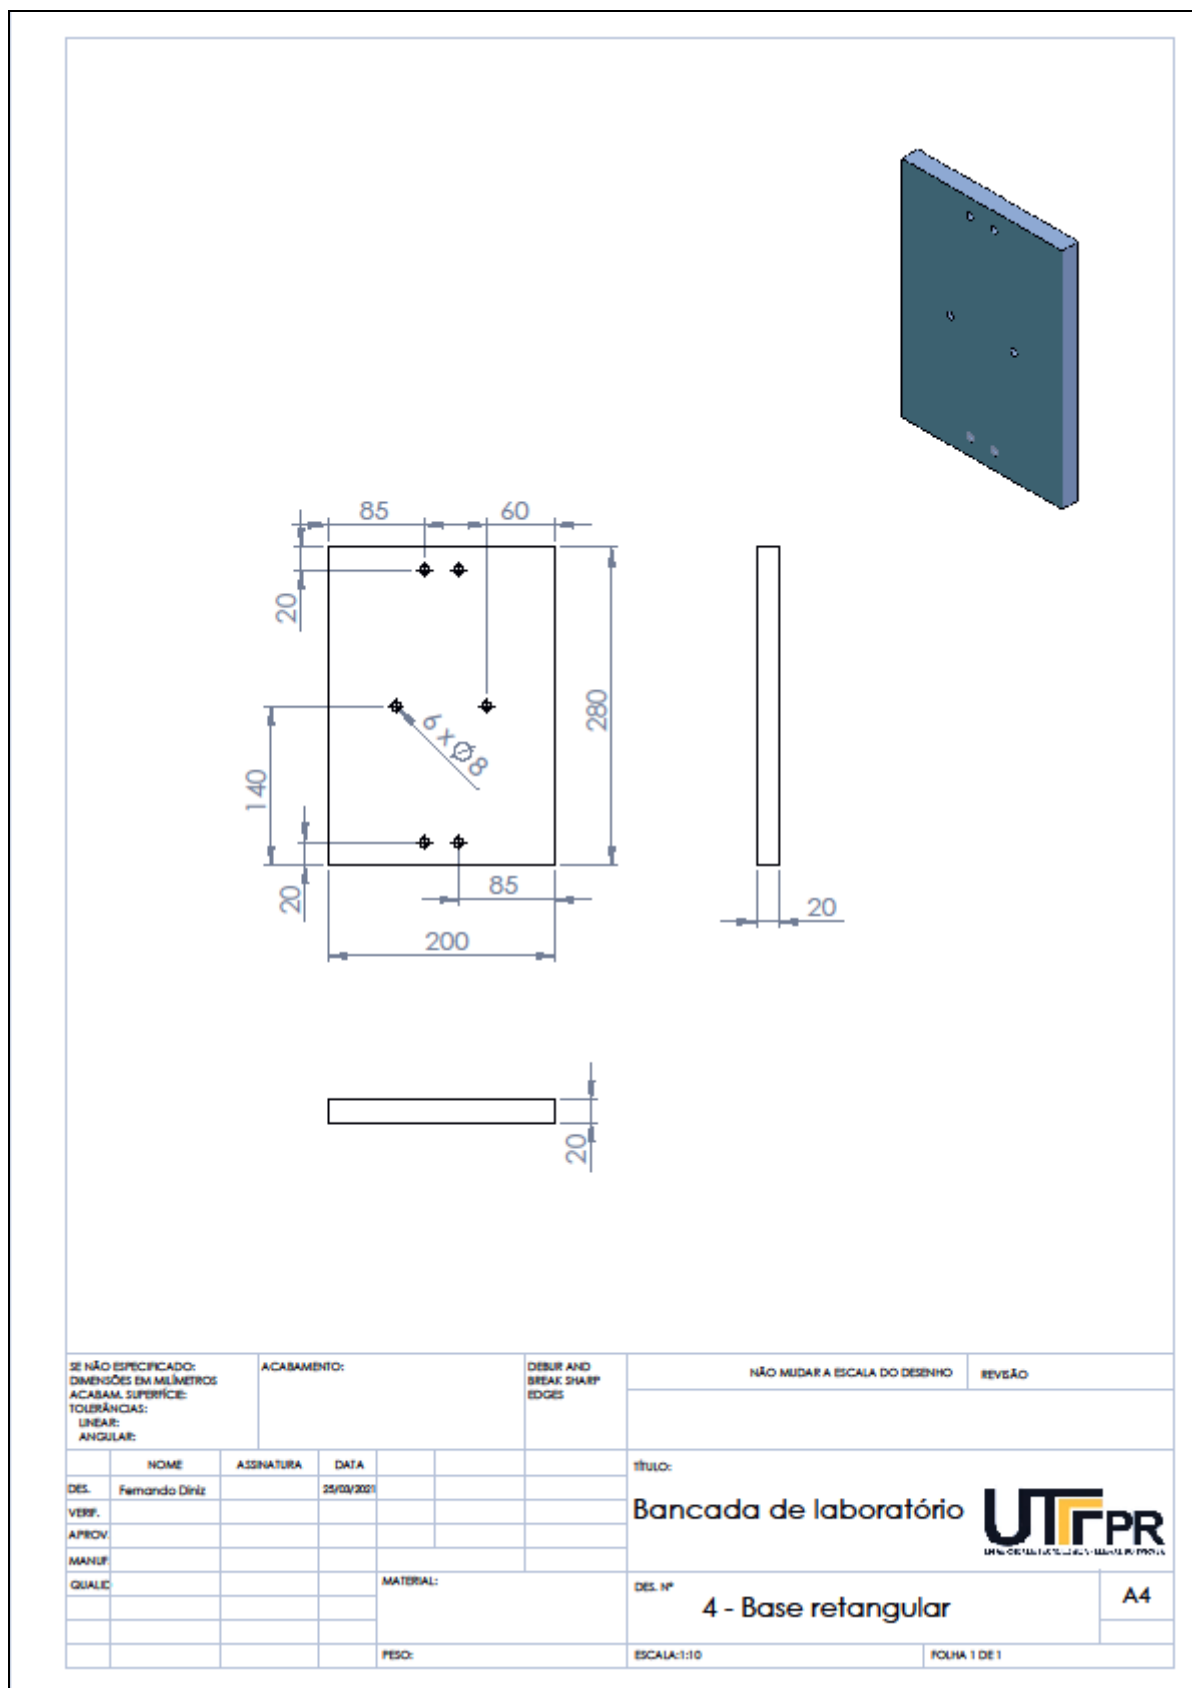 85
60
20
6 x Ø8
280
140
20
85
200
20
20
SE NÃO ESPECIFICADO:
DIMENSÕES EM MILÍMETROS
ACABAM. SUPERFÍCIE:
TOLERÂNCIAS:
LINEAR:
ANGULAR:
ACABAMENTO:
DEBUR AND
BREAK SHARP
EDGES
NÃO MUDAR A ESCALA DO DESENHO
REVISÃO
NOME
ASSINATURA
DATA
TÍTULO:
DES.
Fernando Diniz
25/03/2021
Bancada de laboratório
UTFPR
VERIF.
APROV
MANUF
QUALID
MATERIAL:
DES. Nº
4 - Base retangular
A4
PESO:
ESCALA:1:10
FOLHA 1 DE 1